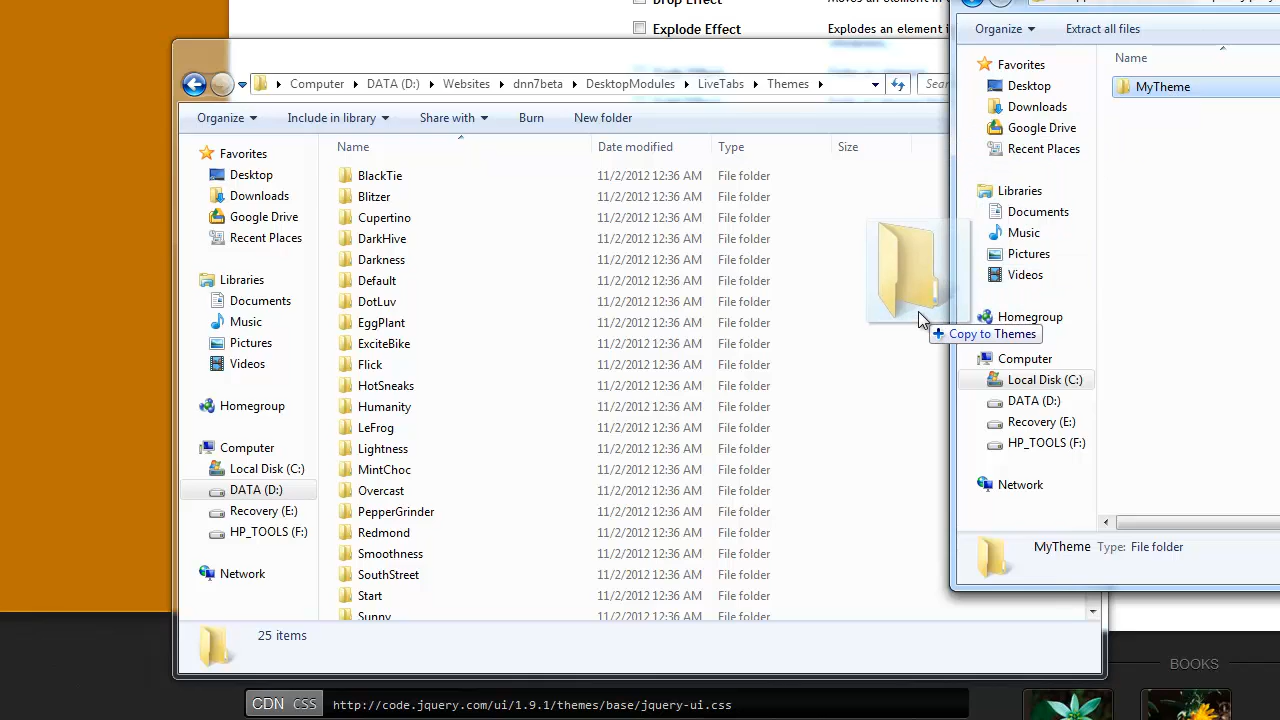 Drop Effect
Explode Effect
Explodes an element i
Computer
DATA (D:)
Websites
dnn7beta
DesktopModules
LiveTabs
Themes
Organize
Include in library
Share with
Burn
New folder
Favorites
Desktop
Downloads
Google Drive
Recent Places
Libraries
Documents
Music
Pictures
Videos
Homegroup
Computer
Local Disk (C:)
DATA (D:)
Recovery (E:)
HP_TOOLS (F:)
Network
Name Date modified Type Size
BlackTie 11/2/2012 12:36 AM File folder
Blitzer 11/2/2012 12:36 AM File folder
Cupertino 11/2/2012 12:36 AM File folder
DarkHive 11/2/2012 12:36 AM File folder
Darkness 11/2/2012 12:36 AM File folder
Default 11/2/2012 12:36 AM File folder
DotLuv 11/2/2012 12:36 AM File folder
EggPlant 11/2/2012 12:36 AM File folder
ExciteBike 11/2/2012 12:36 AM File folder
Flick 11/2/2012 12:36 AM File folder
HotSneaks 11/2/2012 12:36 AM File folder
Humanity 11/2/2012 12:36 AM File folder
LeFrog 11/2/2012 12:36 AM File folder
Lightness 11/2/2012 12:36 AM File folder
MintChoc 11/2/2012 12:36 AM File folder
Overcast 11/2/2012 12:36 AM File folder
PepperGrinder 11/2/2012 12:36 AM File folder
Redmond 11/2/2012 12:36 AM File folder
Smoothness 11/2/2012 12:36 AM File folder
SouthStreet 11/2/2012 12:36 AM File folder
Start 11/2/2012 12:36 AM File folder
Sunny 11/2/2012 12:36 AM File folder
25 items
Copy to Themes
Organize
Extract all files
Favorites
Desktop
Downloads
Google Drive
Recent Places
Libraries
Documents
Music
Pictures
Videos
Homegroup
Computer
Local Disk (C:)
DATA (D:)
Recovery (E:)
HP_TOOLS (F:)
Network
Name
MyTheme
MyTheme Type: File folder
BOOKS
CDN CSS http://code.jquery.com/ui/1.9.1/themes/base/jquery-ui.css